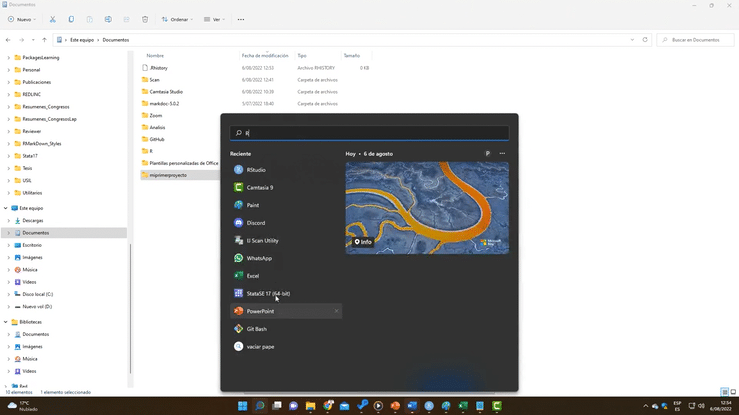 Documentos
Nuevo
Ordenar
Ver
Este equipo > Documentos
Buscar en Documentos
Nombre Fecha de modificación Tipo Tamaño
.Rhistory 6/08/2022 12:53 Archivo RHISTORY 0 KB
Scan 6/08/2022 12:41 Carpeta de archivos
Camtasia Studio 6/08/2022 10:39 Carpeta de archivos
markdoc-5.0.2 5/07/2022 18:40 Carpeta de archivos
Zoom
Analisis
GitHub
R
Plantillas personalizadas de Office
miprimerproyecto
PackagesLearning
Personal
Publicaciones
REDLINC
Resumenes_Congresos
Resumenes_CongresosLep
Reviewer
RMarkDown_Styles
Stata17
Tesis
USIL
Utilitarios
Este equipo
Descargas
Documentos
Escritorio
Imágenes
Música
Videos
Disco local (C:)
Nuevo vol (D:)
Bibliotecas
Documentos
Imágenes
Música
Videos
Red
10 elementos 1 elemento seleccionado
Reciente
RStudio
Camtasia 9
Paint
Discord
IJ Scan Utility
WhatsApp
Excel
StataSE 17 (64-bit)
PowerPoint
Git Bash
vaciar pape
Hoy • 6 de agosto
P
Info
17°C
Nublado
ESP
ES
12:54
6/08/2022